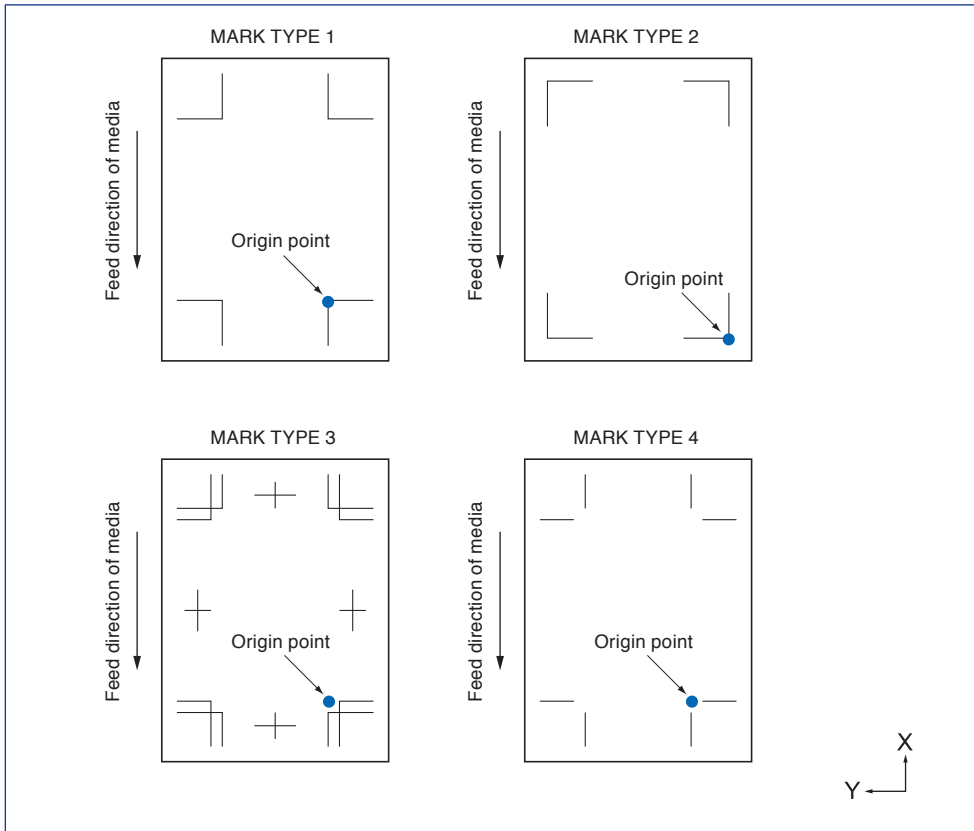 MARK TYPE 1
Feed direction of media
Origin point
MARK TYPE 2
Feed direction of media
Origin point
MARK TYPE 3
Feed direction of media
Origin point
MARK TYPE 4
Feed direction of media
Origin point
X
Y